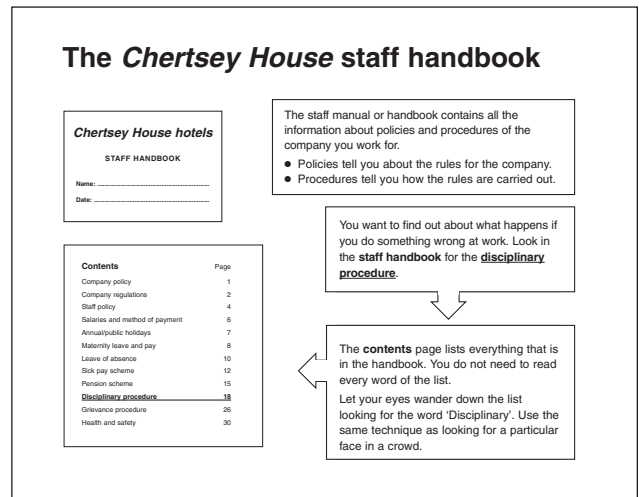 The Chertsey House staff handbook
Chertsey House hotels
STAFF HANDBOOK
Name:
Date:
The staff manual or handbook contains all the
information about policies and procedures of the
company you work for.
● Policies tell you about the rules for the company.
● Procedures tell you how the rules are carried out.
You want to find out about what happens if
you do something wrong at work. Look in
the staff handbook for the disciplinary
procedure.
Contents Page
Company policy 1
Company regulations 2
Staff policy 4
Salaries and method of payment 6
Annual/public holidays 7
Maternity leave and pay 8
Leave of absence 10
Sick pay scheme 12
Pension scheme 15
Disciplinary procedure 18
Grievance procedure 26
Health and safety 30
The contents page lists everything that is
in the handbook. You do not need to read
every word of the list.
Let your eyes wander down the list
looking for the word ‘Disciplinary’. Use the
same technique as looking for a particular
face in a crowd.